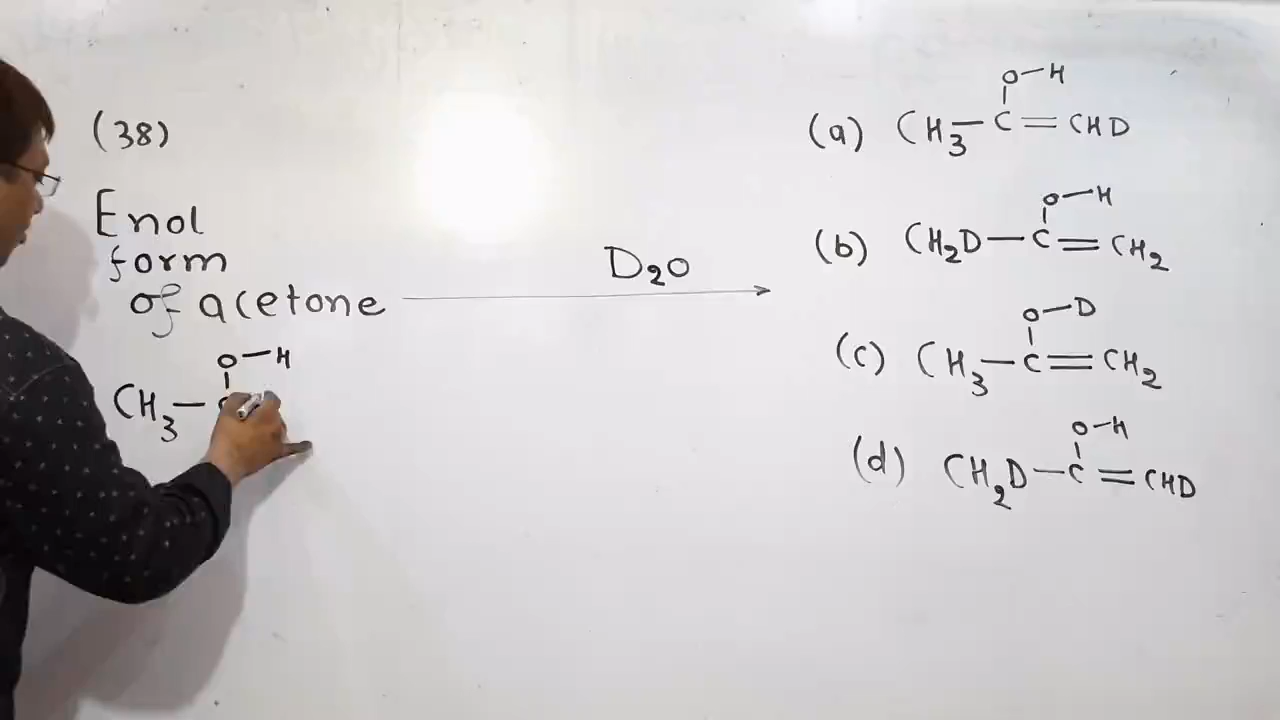 (38)
Enol
form
of acetone
D₂O
O—H
CH₃—
(a) CH₃—C=CHD
O—H
(b) CH₂D—C=CH₂
O—H
(c) CH₃—C=CH₂
O—D
(d) CH₂D—C=CHD
O—H